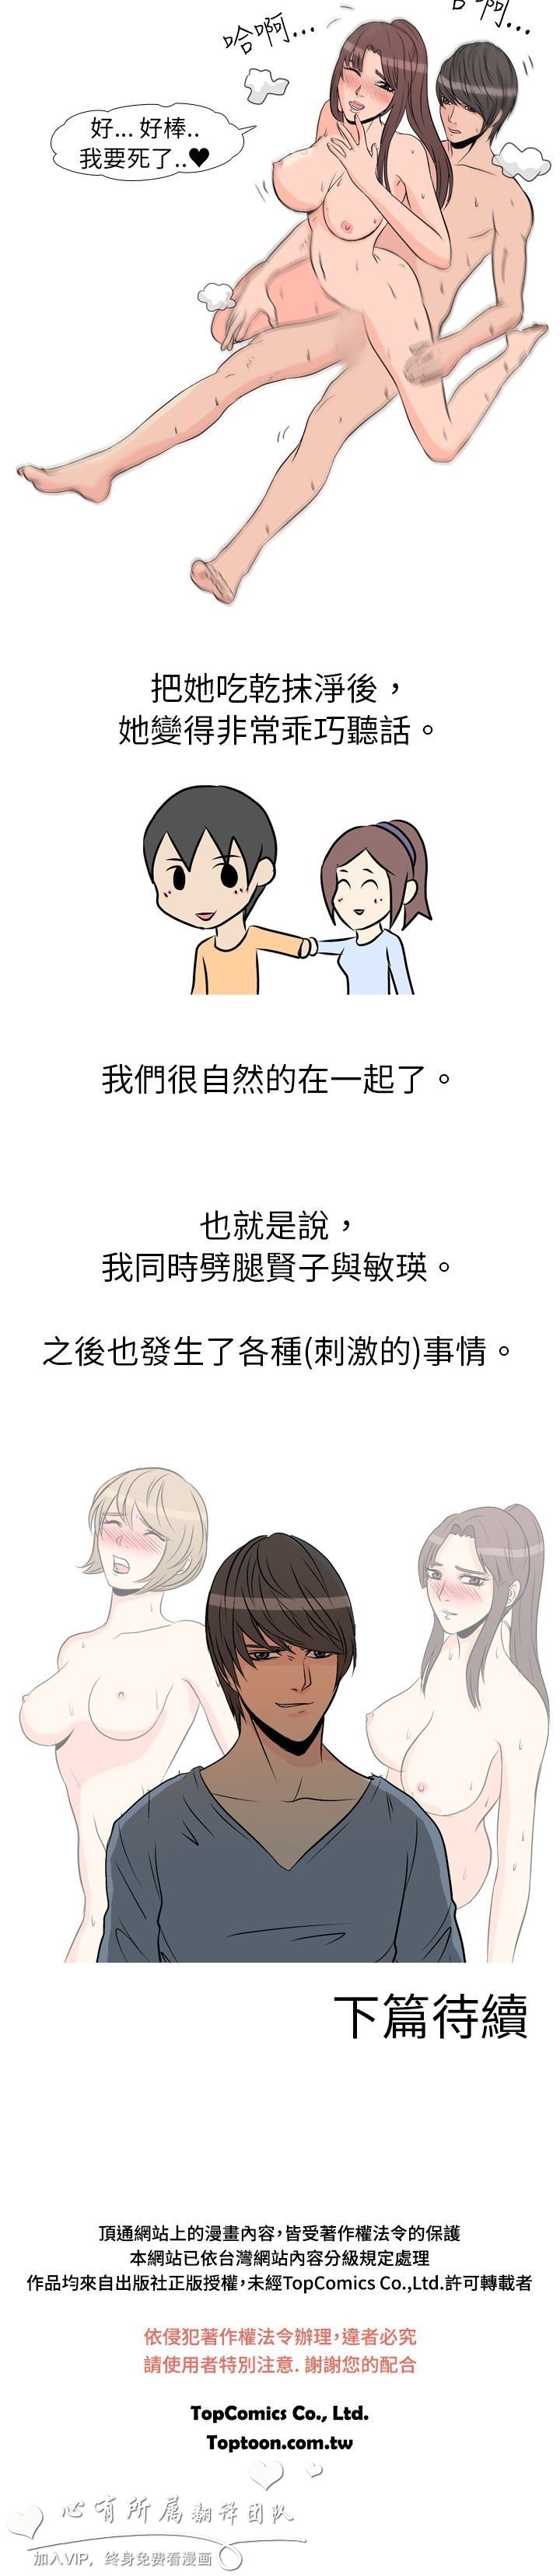 哈啊...
哈啊...
好... 好棒..
我要死了..♥
把她吃乾抹淨後，
她變得非常乖巧聽話。
我們很自然的在一起了。
也就是說，
我同時劈腿賢子與敏瑛。
之後也發生了各種(刺激的)事情。
下篇待續
頂通網站上的漫畫內容，皆受著作權法令的保護
本網站已依台灣網站內容分級規定處理
作品均來自出版社正版授權，未經TopComics Co.,Ltd.許可轉載者
依侵犯著作權法令辦理，違者必究
請使用者特別注意. 謝謝您的配合
TopComics Co., Ltd.
Toptoon.com.tw
心有所属翻译团队
加入VIP，终身免费看漫画